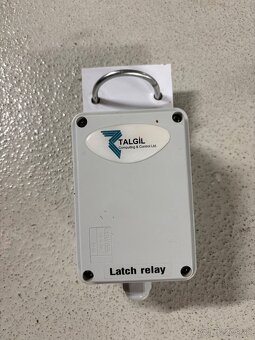 TALGIL
Computing & Control Ltd.
Latch relay